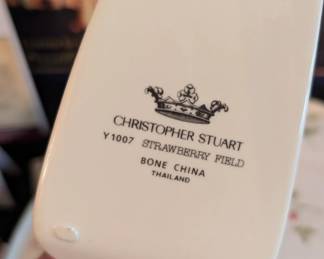 CHRISTOPHER STUART
Y1007 STRAWBERRY FIELD
BONE CHINA
THAILAND